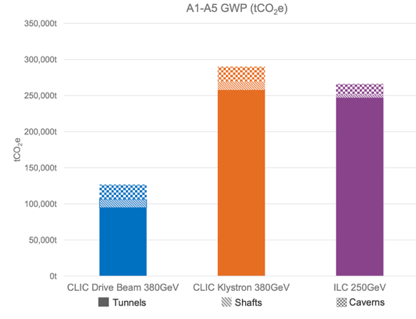 A1-A5 GWP (tCO₂e)
350,000t
300,000t
250,000t
200,000t
150,000t
100,000t
50,000t
0t
tCO₂e
CLIC Drive Beam 380GeV CLIC Klystron 380GeV ILC 250GeV
Tunnels Shafts Caverns